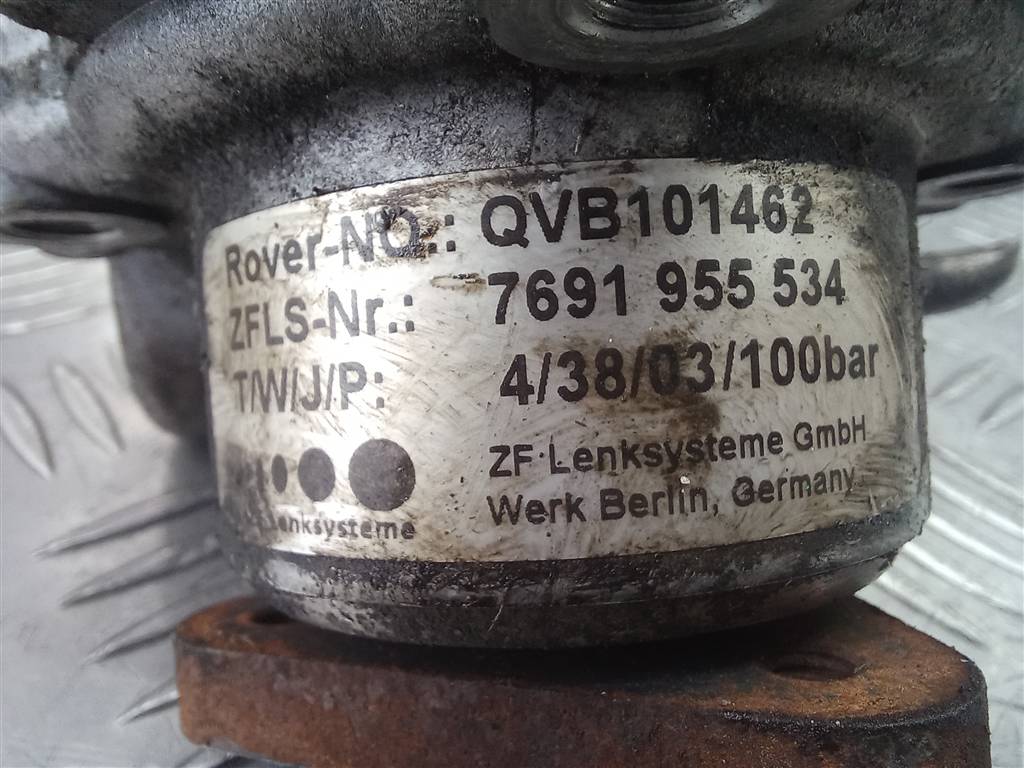 Rover-NO.: QVB101462
ZFLS-Nr.: 7691 955 534
T/W/J/P: 4/38/03/100bar
ZF Lenksysteme GmbH
Werk Berlin, Germany
Lenksysteme